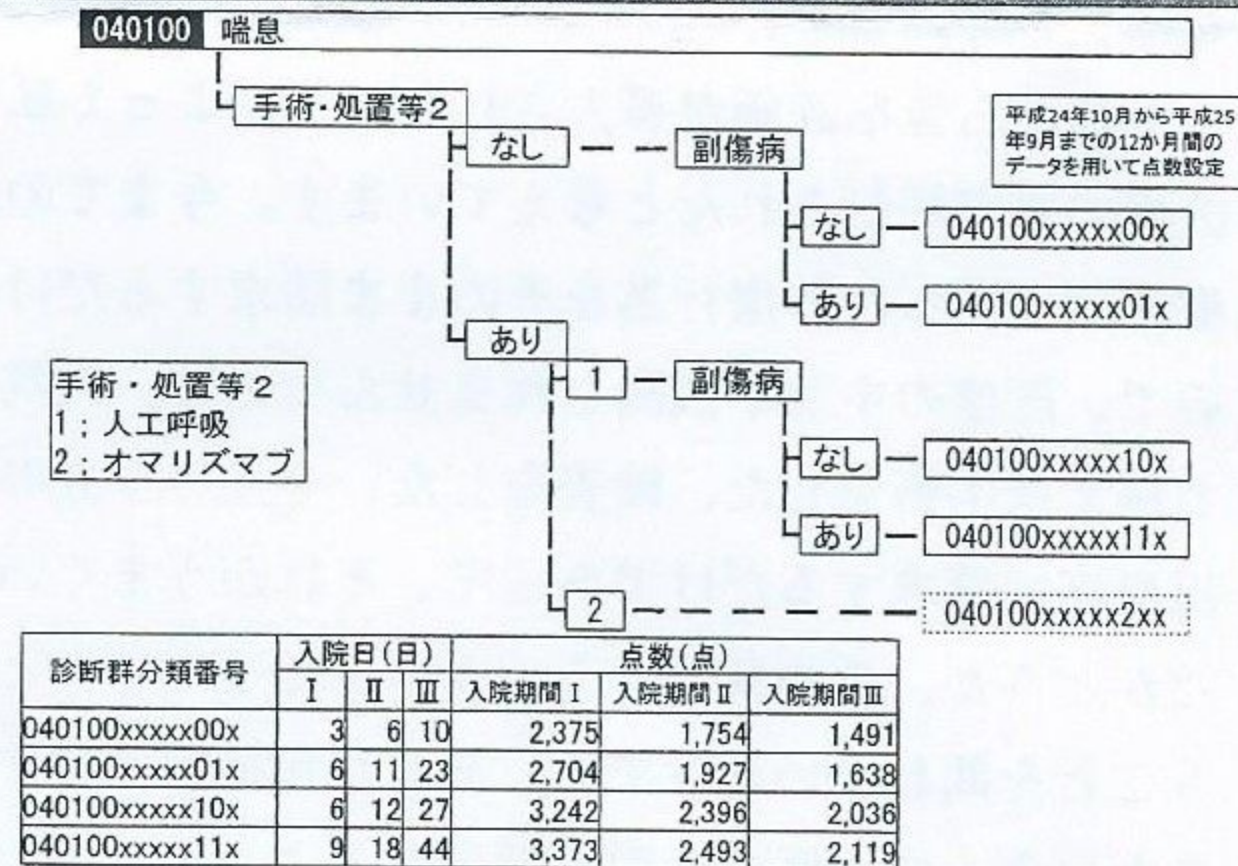 040100 喘息
手術・処置等2
平成24年10月から平成25
年9月までの12か月間の
データを用いて点数設定
なし 副傷病
なし 040100xxxxx00x
あり 040100xxxxx01x
あり
手術・処置等2
1；人工呼吸
2；オマリズマブ
1 副傷病
なし 040100xxxxx10x
あり 040100xxxxx11x
2 040100xxxxx2xx
診断群分類番号 入院日(日) 点数(点)
Ⅰ Ⅱ Ⅲ 入院期間Ⅰ 入院期間Ⅱ 入院期間Ⅲ
040100xxxxx00x 3 6 10 2,375 1,754 1,491
040100xxxxx01x 6 11 23 2,704 1,927 1,638
040100xxxxx10x 6 12 27 3,242 2,396 2,036
040100xxxxx11x 9 18 44 3,373 2,493 2,119